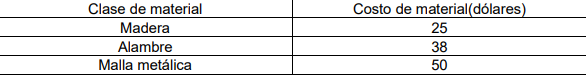 Clase de material Costo de material(dólares)
Madera 25
Alambre 38
Malla metálica 50